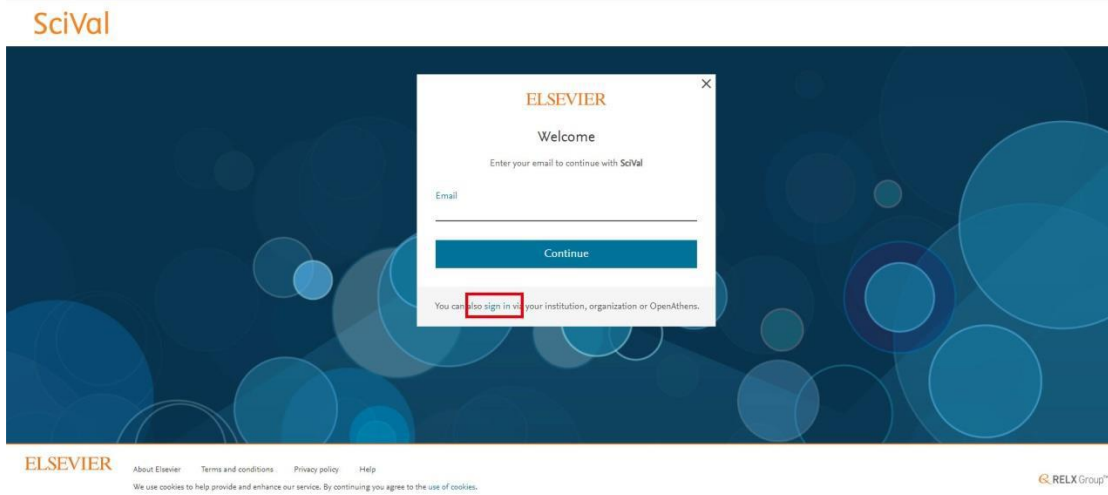 SciVal
ELSEVIER
Welcome
Enter your email to continue with SciVal
Email
Continue
You can also sign in via your institution, organization or OpenAthens.
ELSEVIER
About Elsevier Terms and conditions Privacy policy Help
We use cookies to help provide and enhance our service. By continuing you agree to the use of cookies.
RELX Group™